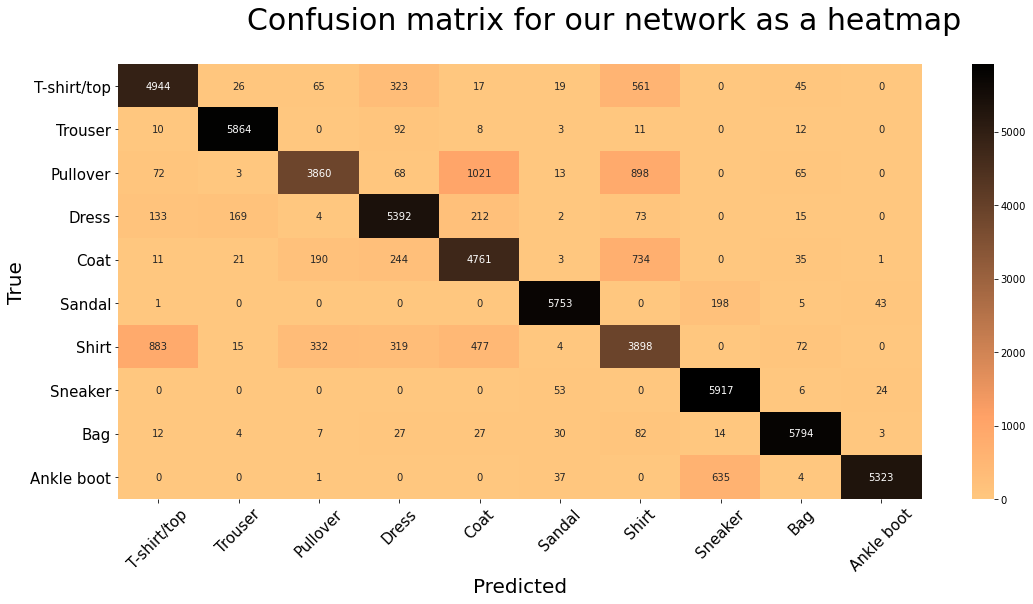 Confusion matrix for our network as a heatmap
T-shirt/top 4944 26 65 323 17 19 561 0 45 0
Trouser 10 5864 0 92 8 3 11 0 12 0
Pullover 72 3 3860 68 1021 13 898 0 65 0
Dress 133 169 4 5392 212 2 73 0 15 0
Coat 11 21 190 244 4761 3 734 0 35 1
Sandal 1 0 0 0 0 5753 0 198 5 43
Shirt 883 15 332 319 477 4 3898 0 72 0
Sneaker 0 0 0 0 0 53 0 5917 6 24
Bag 12 4 7 27 27 30 82 14 5794 3
Ankle boot 0 0 1 0 0 37 0 635 4 5323
True
T-shirt/top Trouser Pullover Dress Coat Sandal Shirt Sneaker Bag Ankle boot
Predicted
5000
4000
3000
2000
1000
0